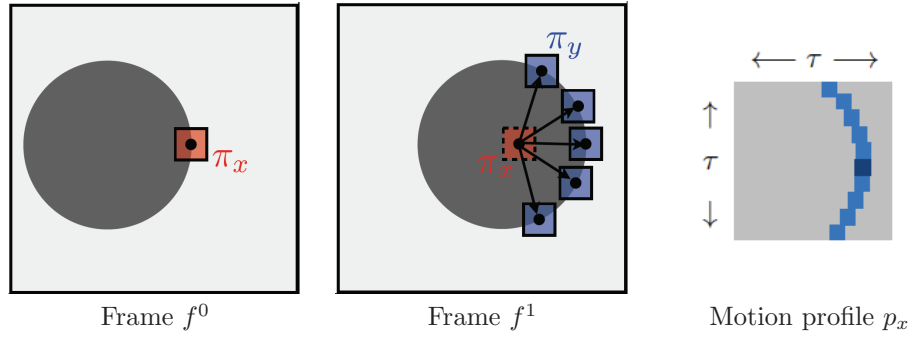 π_x
Frame f^0
π_y
π_x
Frame f^1
← τ →
↑
τ
↓
Motion profile p_x